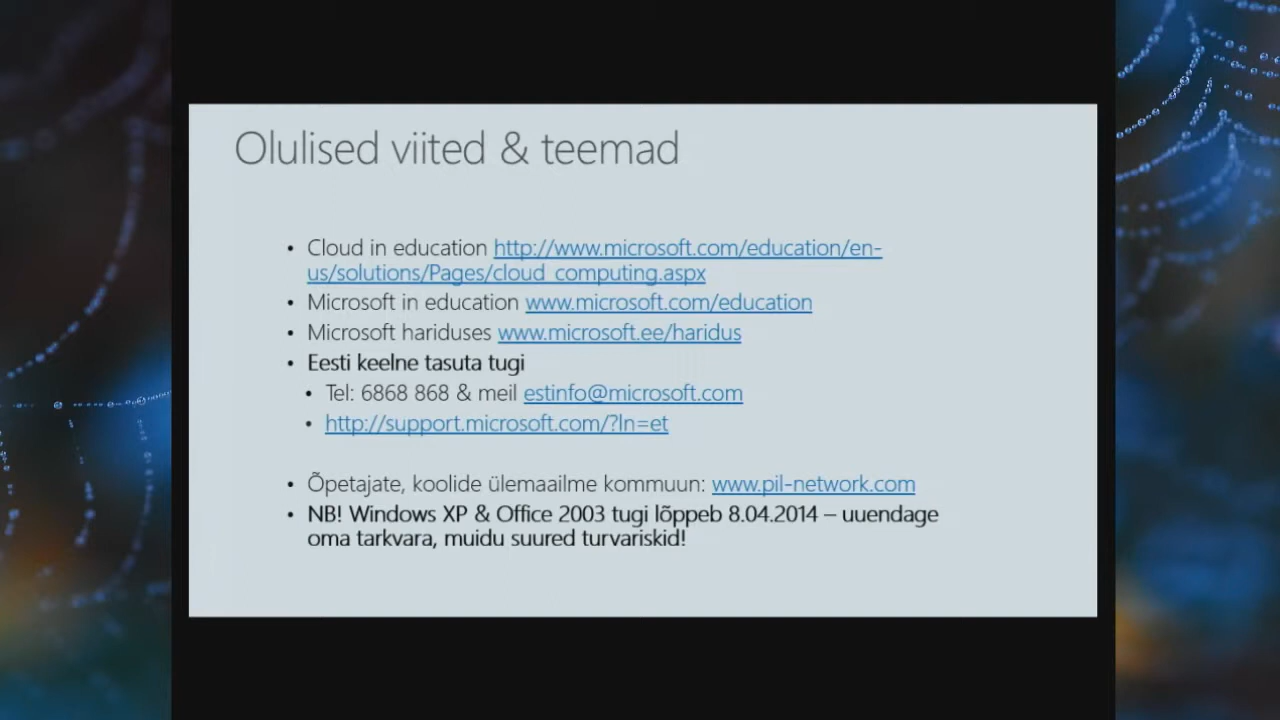 Olulised viited & teemad
• Cloud in education http://www.microsoft.com/education/en-
us/solutions/Pages/cloud_computing.aspx
• Microsoft in education www.microsoft.com/education
• Microsoft hariduses www.microsoft.ee/haridus
• Eesti keelne tasuta tugi
• Tel: 6868 868 & meil estinfo@microsoft.com
• http://support.microsoft.com/?ln=et
• Õpetajate, koolide ülemaailme kommuun: www.pil-network.com
• NB! Windows XP & Office 2003 tugi lõppeb 8.04.2014 – uuendage
oma tarkvara, muidu suured turvariskid!